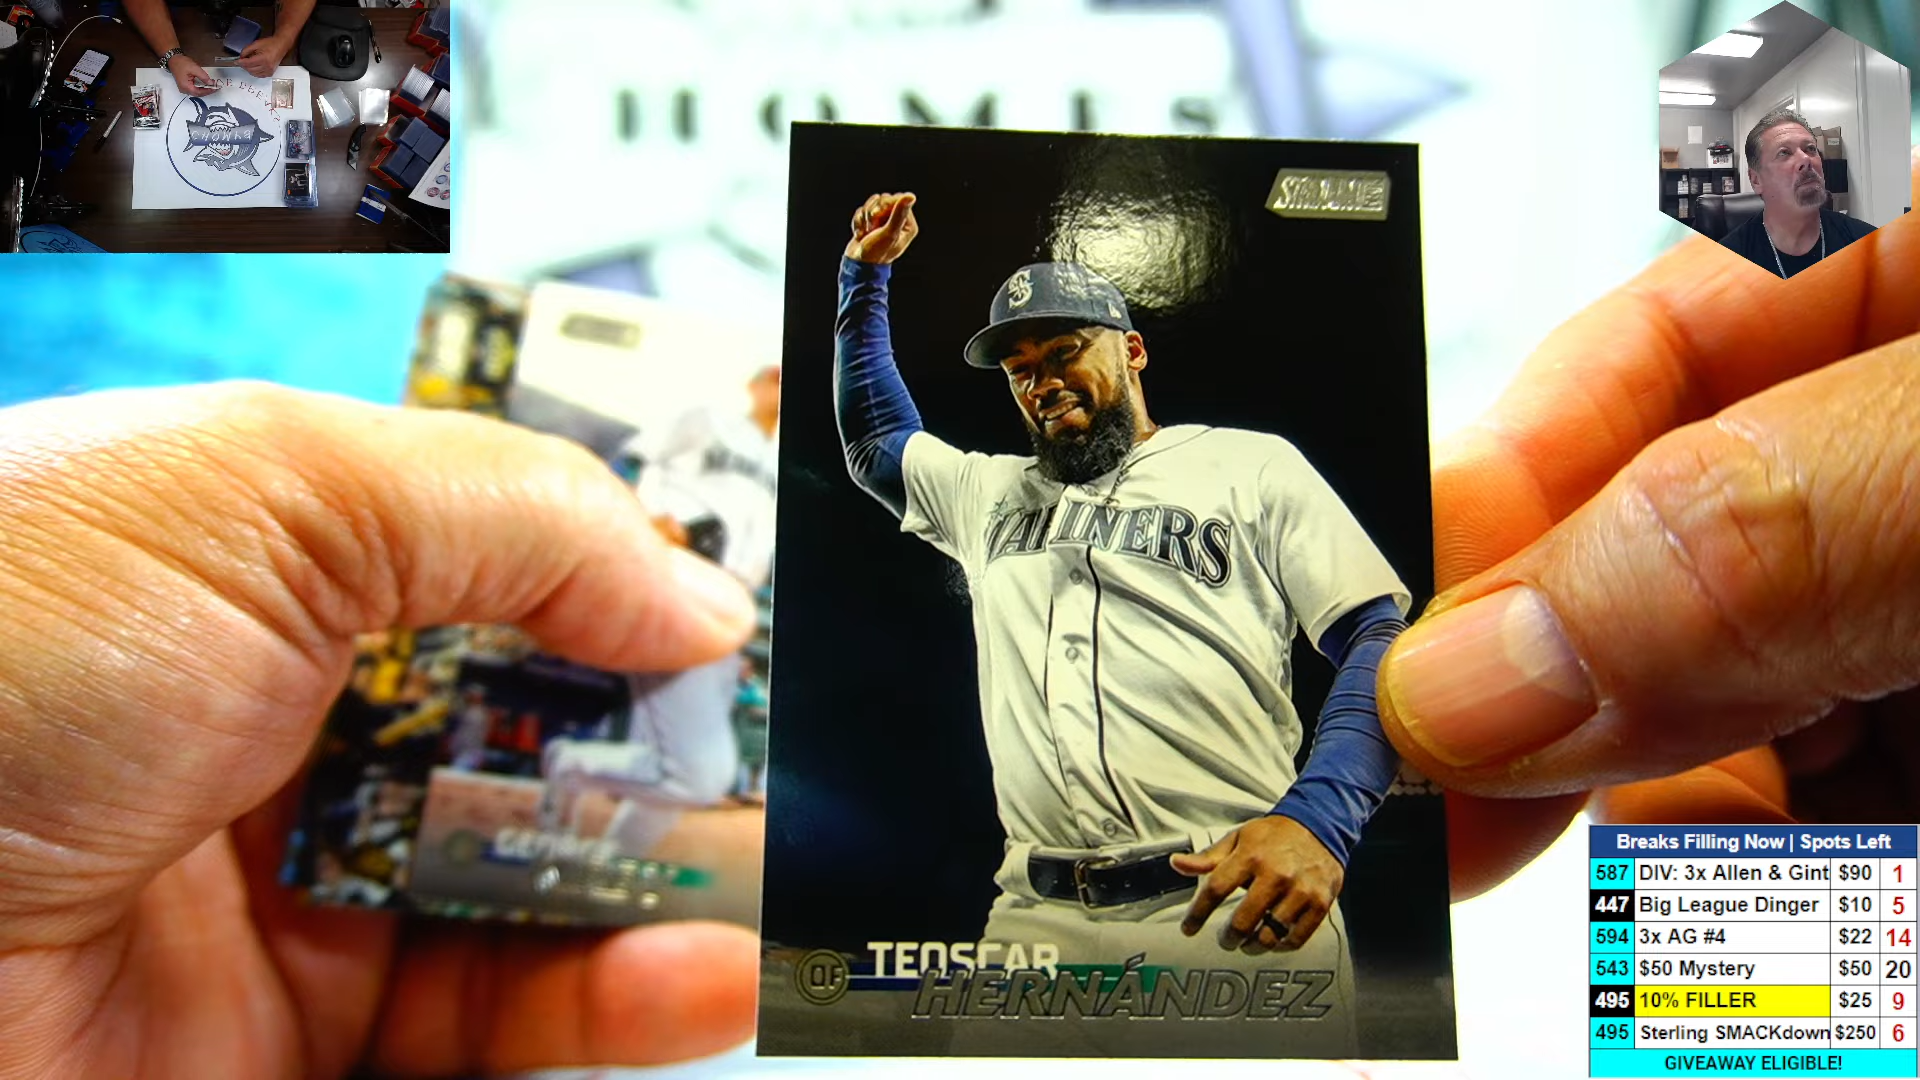 HOMIS
STADIUM
MARINERS
OF TEOSCAR
HERNÁNDEZ
Breaks Filling Now | Spots Left
587 DIV: 3x Allen & Gint $90 1
447 Big League Dinger $10 5
594 3x AG #4 $22 14
543 $50 Mystery $50 20
495 10% FILLER $25 9
495 Sterling SMACKdown $250 6
GIVEAWAY ELIGIBLE!